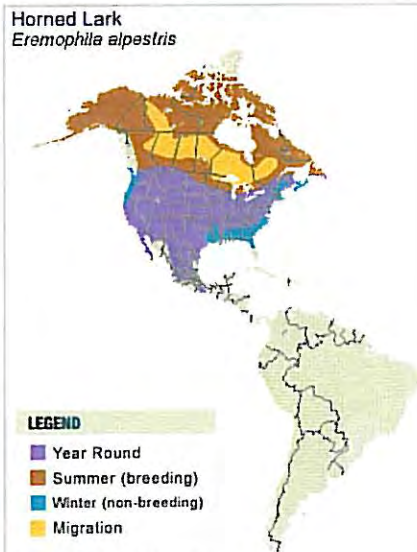 Horned Lark
Eremophila alpestris
LEGEND
Year Round
Summer (breeding)
Winter (non-breeding)
Migration